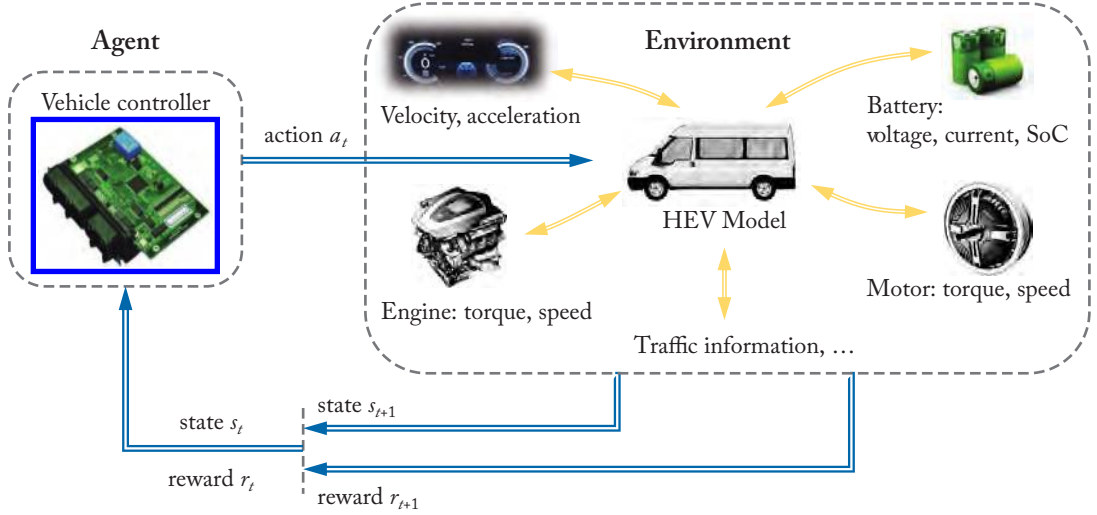 Agent
Vehicle controller
action a_t
Environment
0
Velocity, acceleration
Battery:
voltage, current, SoC
HEV Model
Engine: torque, speed
Motor: torque, speed
Traffic information, …
state s_{t+1}
state s_t
reward r_t
reward r_{t+1}